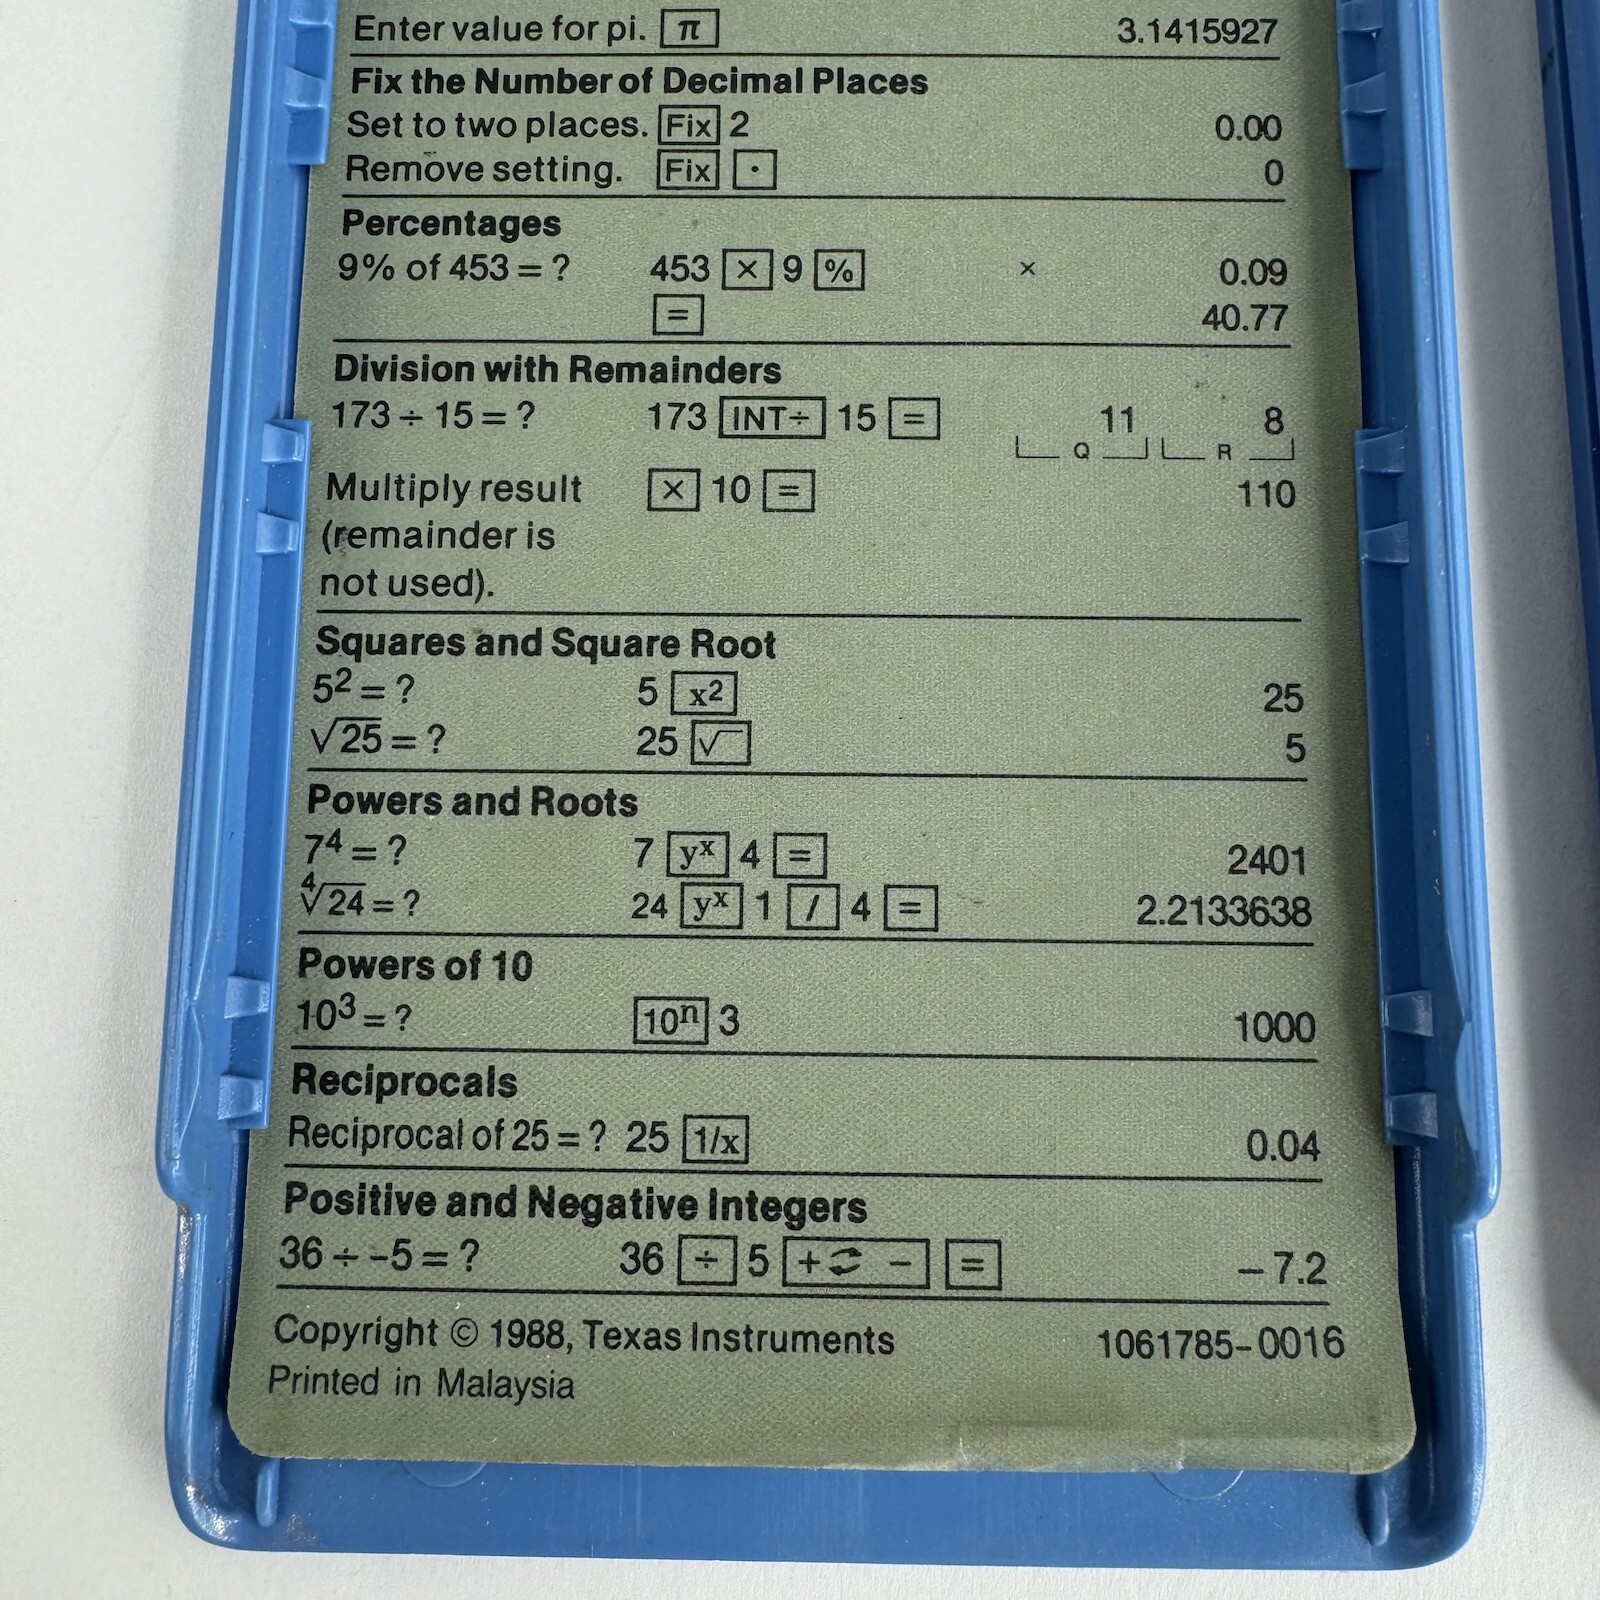 Enter value for pi. π 3.1415927
Fix the Number of Decimal Places
Set to two places. Fix 2 0.00
Remove setting. Fix · 0
Percentages
9% of 453 = ? 453 × 9 % × 0.09
= 40.77
Division with Remainders
173 ÷ 15 = ? 173 INT÷ 15 = 11 8
Q R
Multiply result × 10 = 110
(remainder is
not used).
Squares and Square Root
5² = ? 5 x² 25
√25 = ? 25 √ 5
Powers and Roots
7⁴ = ? 7 yˣ 4 = 2401
⁴√24 = ? 24 yˣ 1 / 4 = 2.2133638
Powers of 10
10³ = ? 10ⁿ 3 1000
Reciprocals
Reciprocal of 25 = ? 25 1/x 0.04
Positive and Negative Integers
36 ÷ -5 = ? 36 ÷ 5 +⇄ − = −7.2
Copyright © 1988, Texas Instruments 1061785-0016
Printed in Malaysia